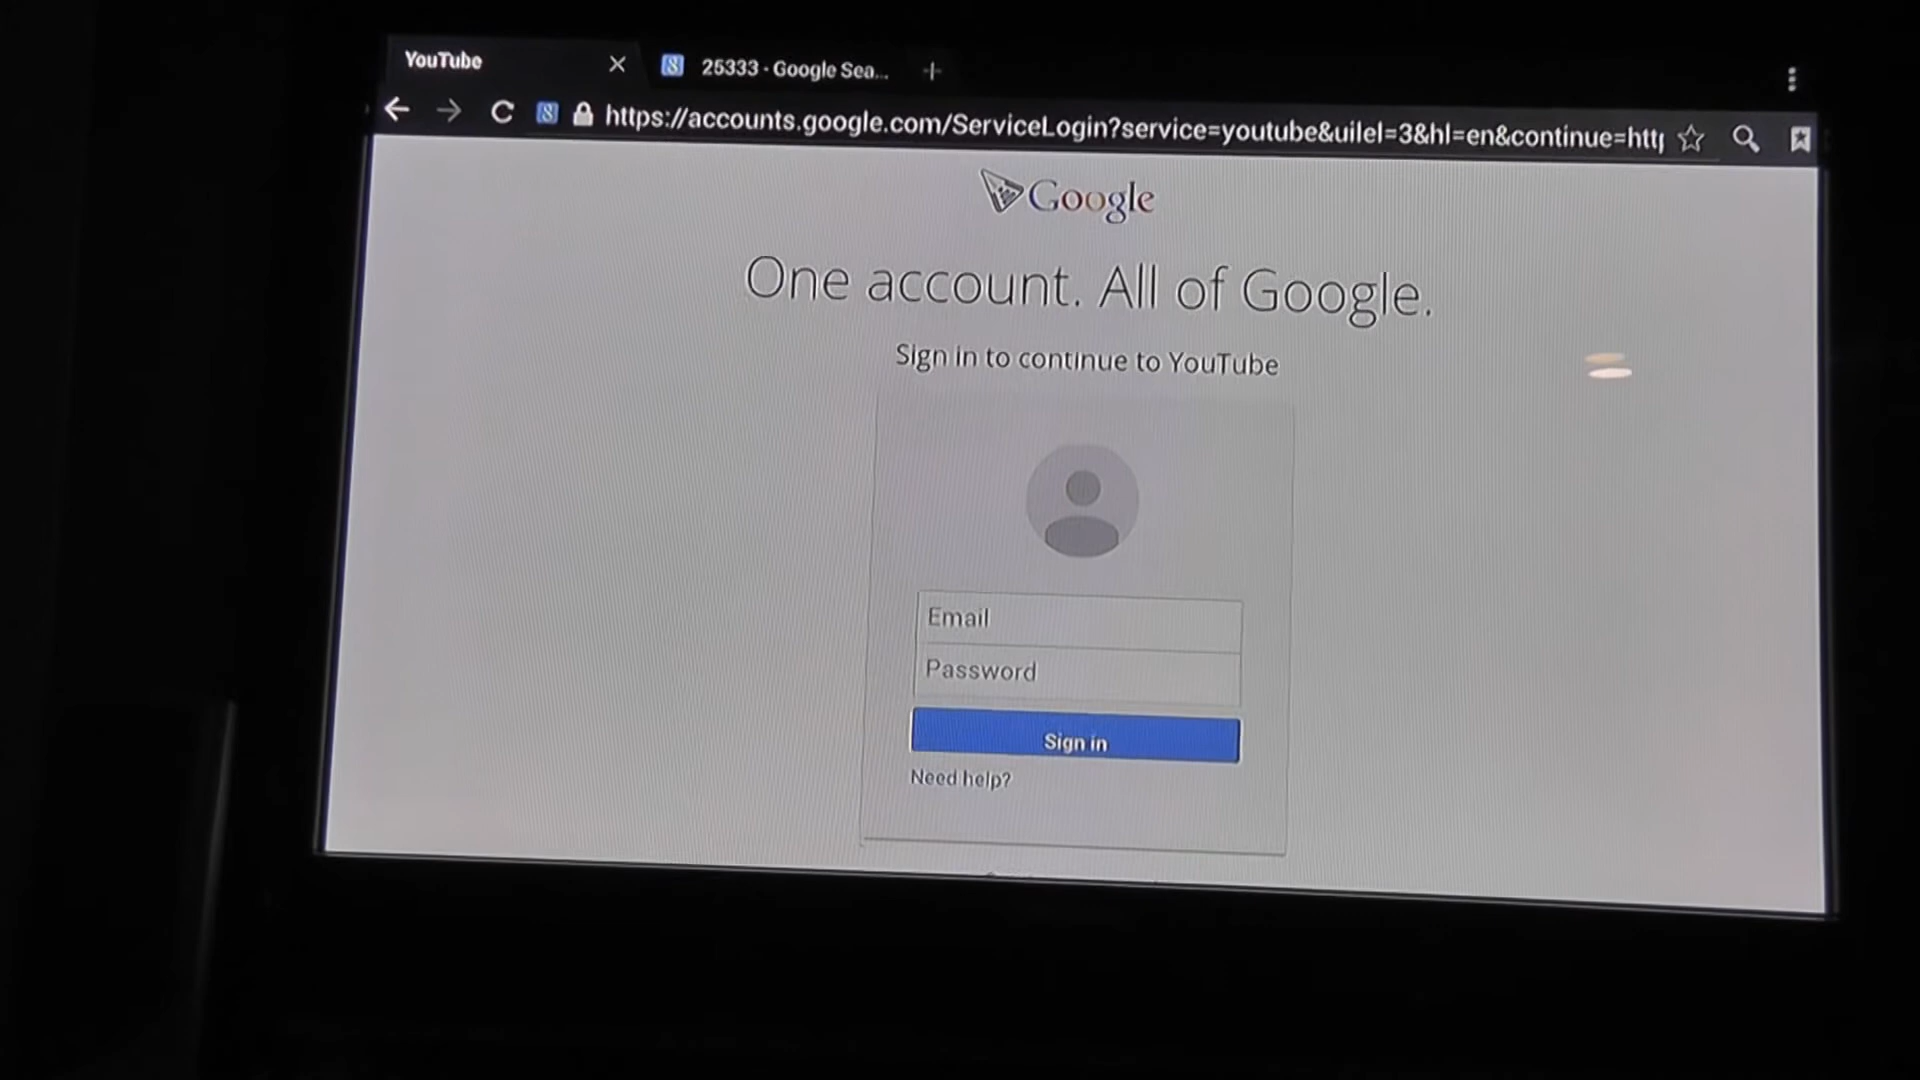 YouTube
25333 - Google Sea...
https://accounts.google.com/ServiceLogin?service=youtube&uilel=3&hl=en&continue=http
Google
One account. All of Google.
Sign in to continue to YouTube
Email
Password
Sign in
Need help?